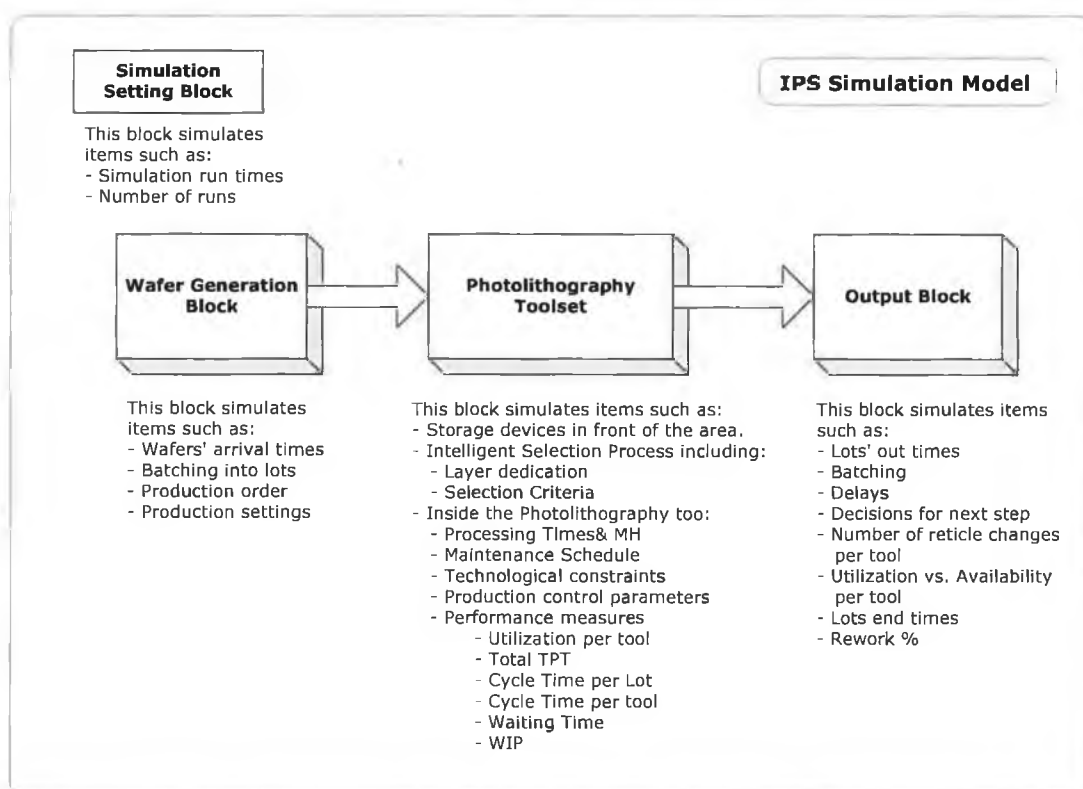 Simulation
Setting Block
IPS Simulation Model
This block simulates
items such as:
- Simulation run times
- Number of runs
Wafer Generation
Block
Photolithography
Toolset
Output Block
This block simulates
items such as:
- Wafers' arrival times
- Batching into lots
- Production order
- Production settings
This block simulates items such as:
- Storage devices in front of the area.
- Intelligent Selection Process including:
- Layer dedication
- Selection Criteria
- Inside the Photolithography too:
- Processing Times& MH
- Maintenance Schedule
- Technological constraints
- Production control parameters
- Performance measures
- Utilization per tool
- Total TPT
- Cycle Time per Lot
- Cycle Time per tool
- Waiting Time
- WIP
This block simulates items
such as:
- Lots' out times
- Batching
- Delays
- Decisions for next step
- Number of reticle changes
per tool
- Utilization vs. Availability
per tool
- Lots end times
- Rework %